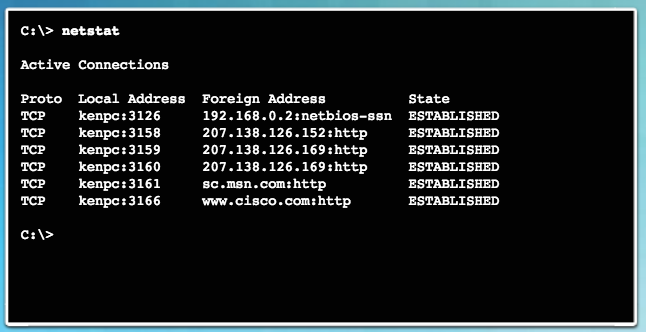 C:\> netstat
Active Connections
Proto  Local Address  Foreign Address          State
TCP    kenpc:3126     192.168.0.2:netbios-ssn  ESTABLISHED
TCP    kenpc:3158     207.138.126.152:http     ESTABLISHED
TCP    kenpc:3159     207.138.126.169:http     ESTABLISHED
TCP    kenpc:3160     207.138.126.169:http     ESTABLISHED
TCP    kenpc:3161     sc.msn.com:http          ESTABLISHED
TCP    kenpc:3166     www.cisco.com:http       ESTABLISHED
C:\>